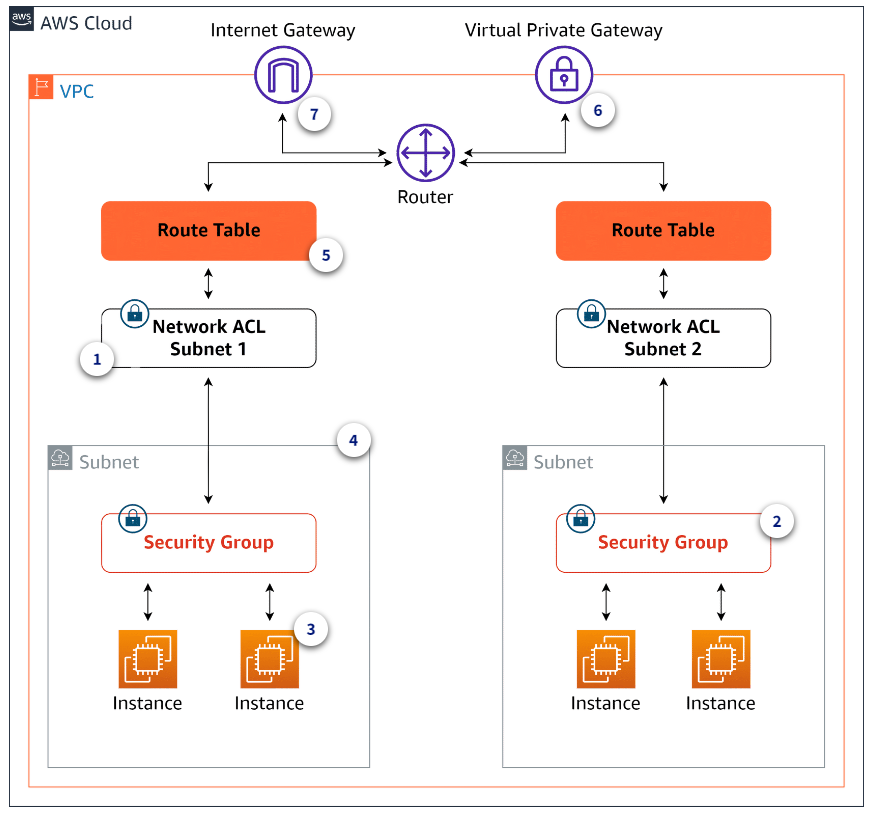 aws
AWS Cloud
Internet Gateway
Virtual Private Gateway
VPC
7
6
Router
Route Table
Route Table
5
Network ACL
Subnet 1
Network ACL
Subnet 2
1
4
Subnet
Subnet
Security Group
Security Group
2
3
Instance
Instance
Instance
Instance